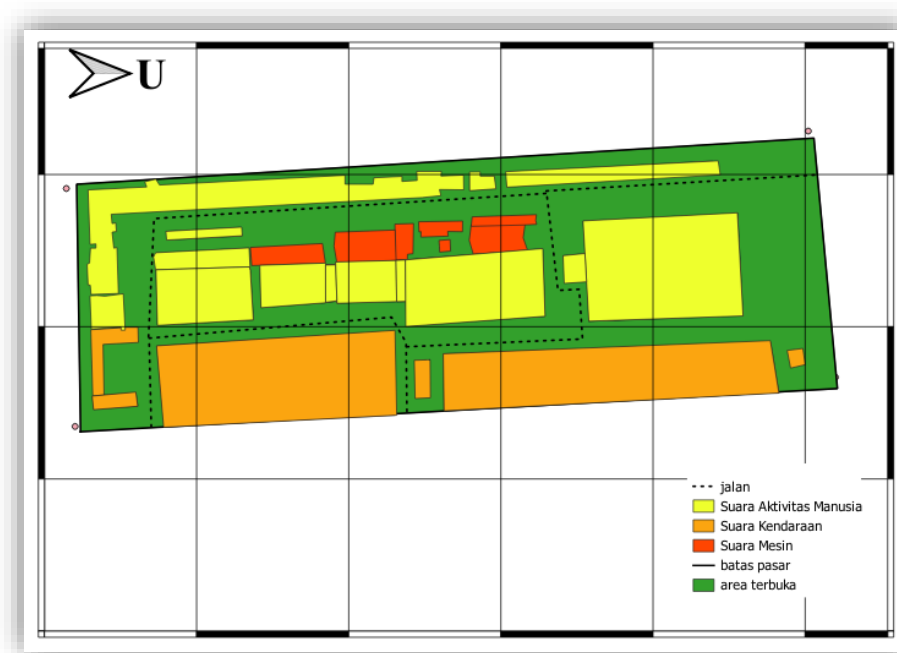 U
jalan
Suara Aktivitas Manusia
Suara Kendaraan
Suara Mesin
batas pasar
area terbuka